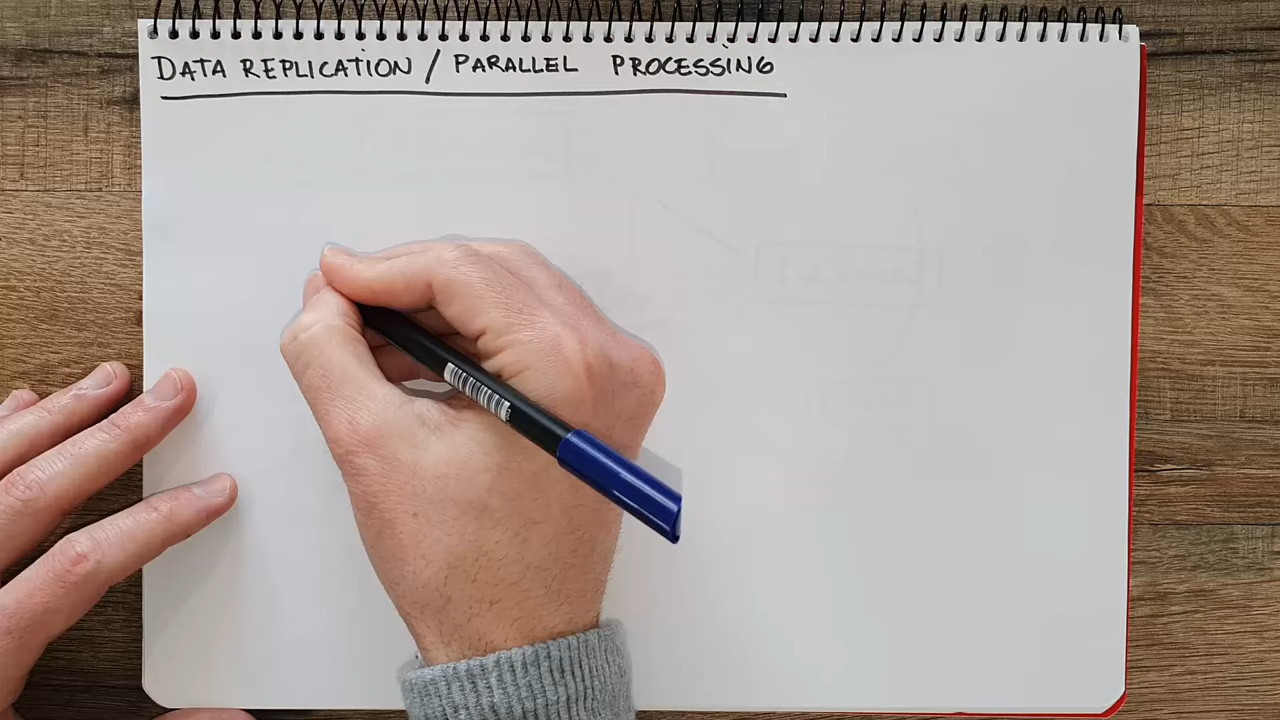 DATA REPLICATION / PARALLEL PROCESSING